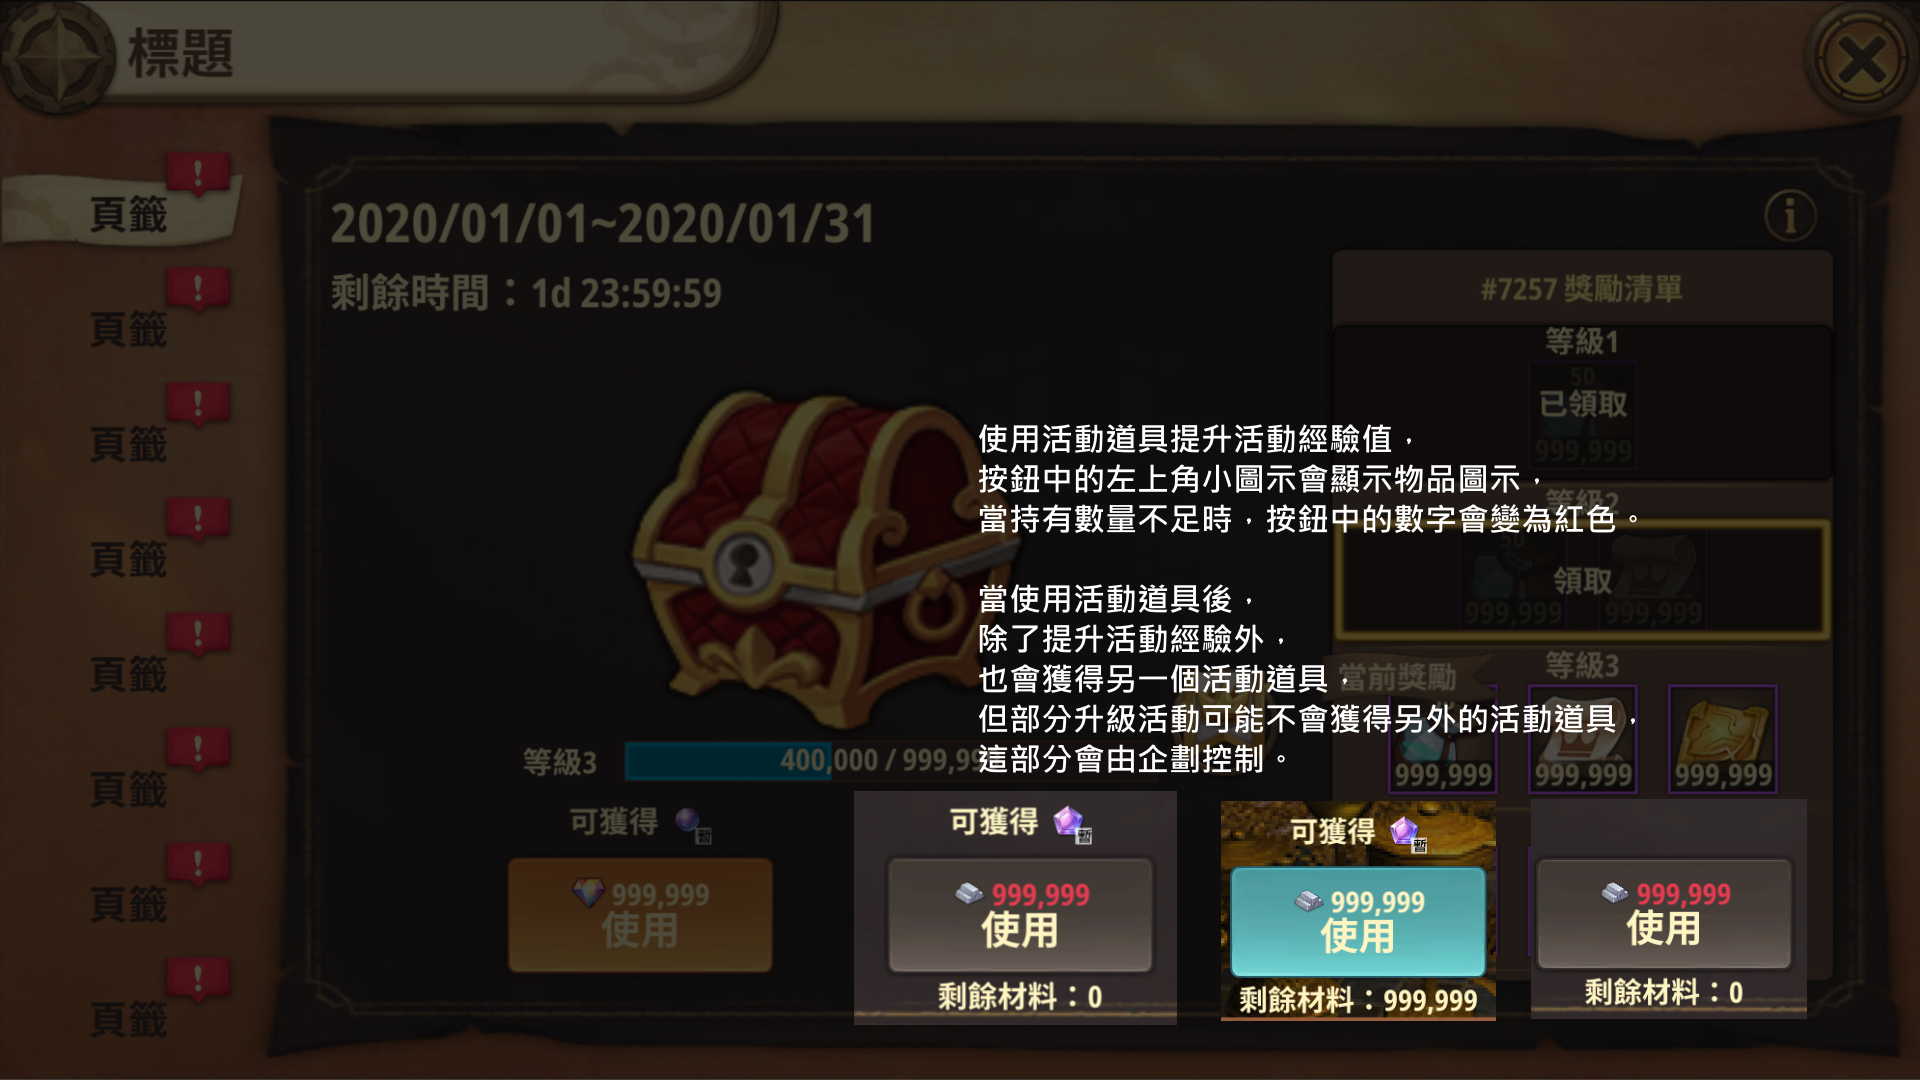 標題
頁籤
頁籤
頁籤
頁籤
頁籤
頁籤
頁籤
頁籤
2020/01/01~2020/01/31
剩餘時間：1d 23:59:59
#7257 獎勵清單
等級1
50
已領取
999,999
等級2
50
領取
999,999
999,999
當前獎勵
等級3
999,999
999,999
999,999
使用活動道具提升活動經驗值，
按鈕中的左上角小圖示會顯示物品圖示，
當持有數量不足時，按鈕中的數字會變為紅色。
當使用活動道具後，
除了提升活動經驗外，
也會獲得另一個活動道具，
但部分升級活動可能不會獲得另外的活動道具，
這部分會由企劃控制。
等級3
400,000 / 999,99
可獲得
暫
999,999
使用
可獲得
暫
999,999
使用
剩餘材料：0
可獲得
暫
999,999
使用
剩餘材料：999,999
999,999
使用
剩餘材料：0